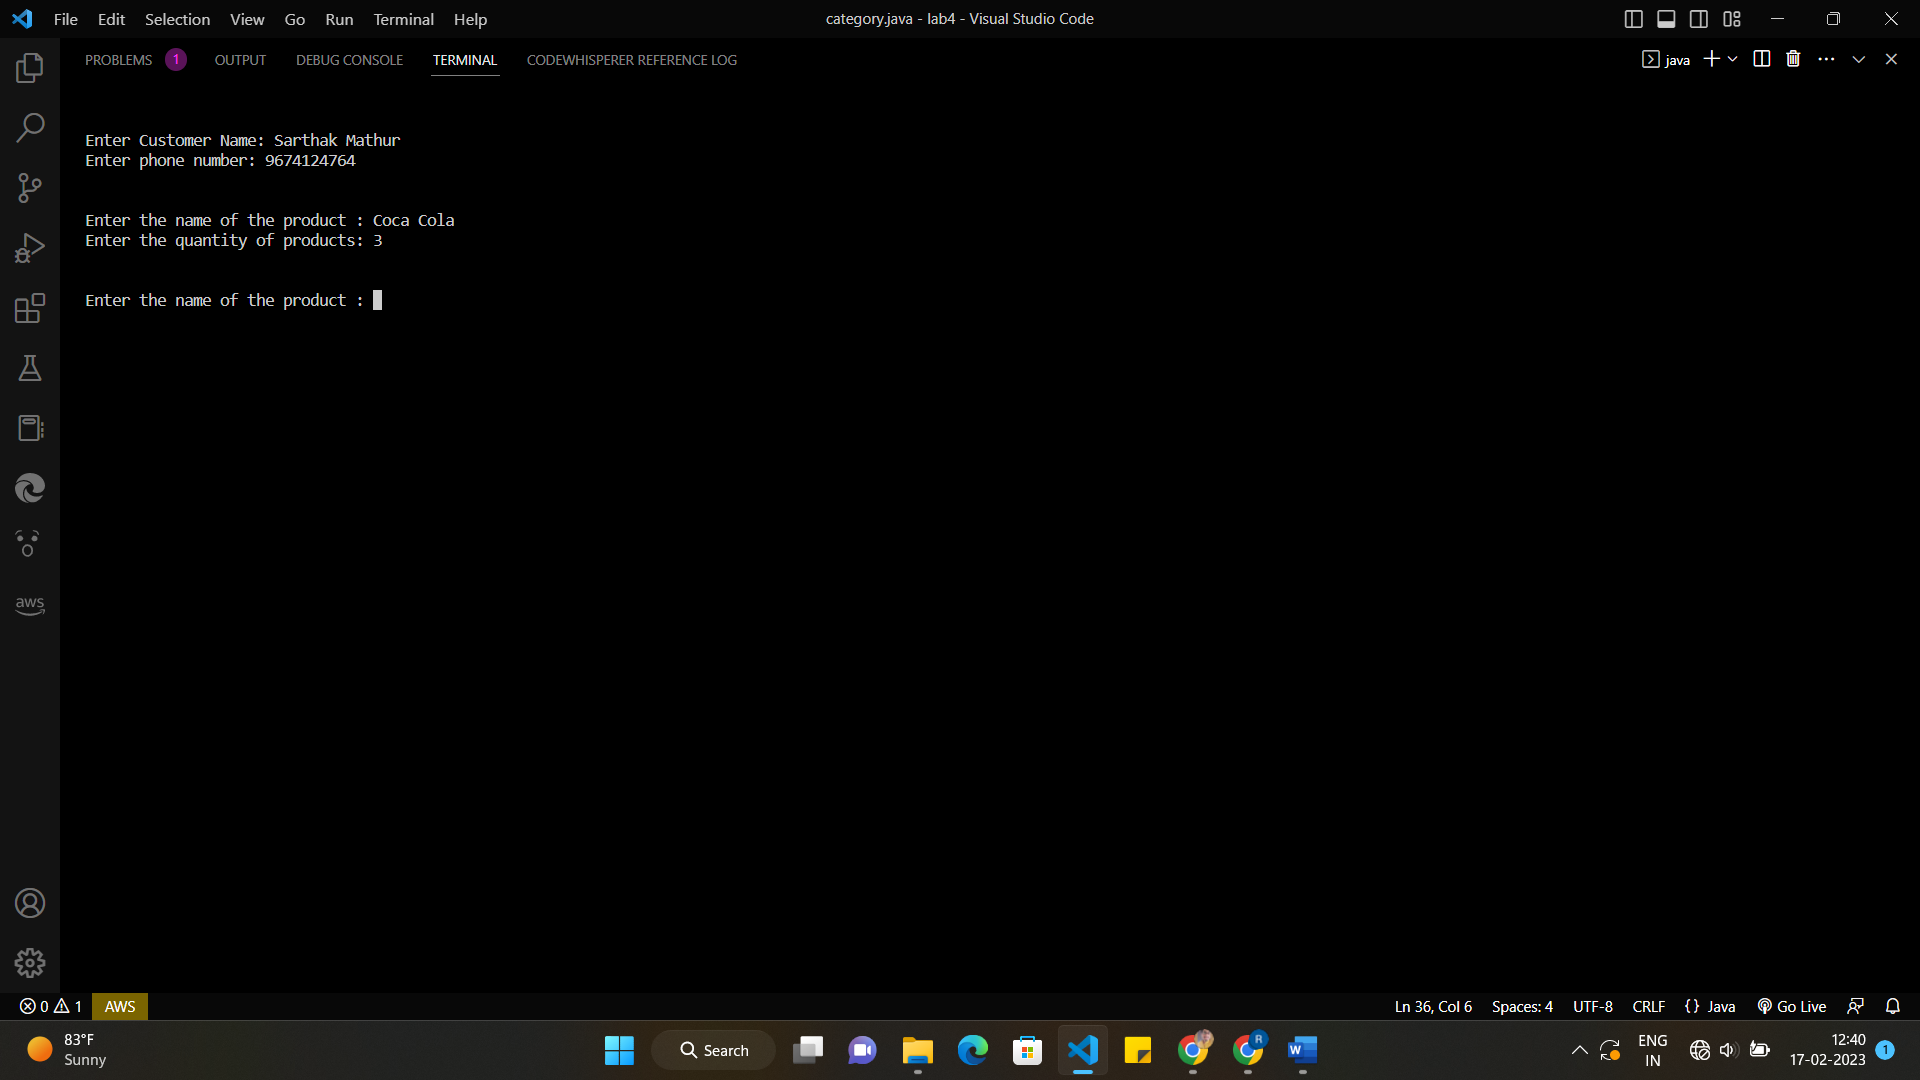 File Edit Selection View Go Run Terminal Help
category.java - lab4 - Visual Studio Code
PROBLEMS 1 OUTPUT DEBUG CONSOLE TERMINAL CODEWHISPERER REFERENCE LOG
java
Enter Customer Name: Sarthak Mathur
Enter phone number: 9674124764
Enter the name of the product : Coca Cola
Enter the quantity of products: 3
Enter the name of the product :
aws
0 1 AWS
Ln 36, Col 6 Spaces: 4 UTF-8 CRLF {} Java Go Live
83°F
Sunny
Search
R
W
ENG
IN
12:40
17-02-2023
1